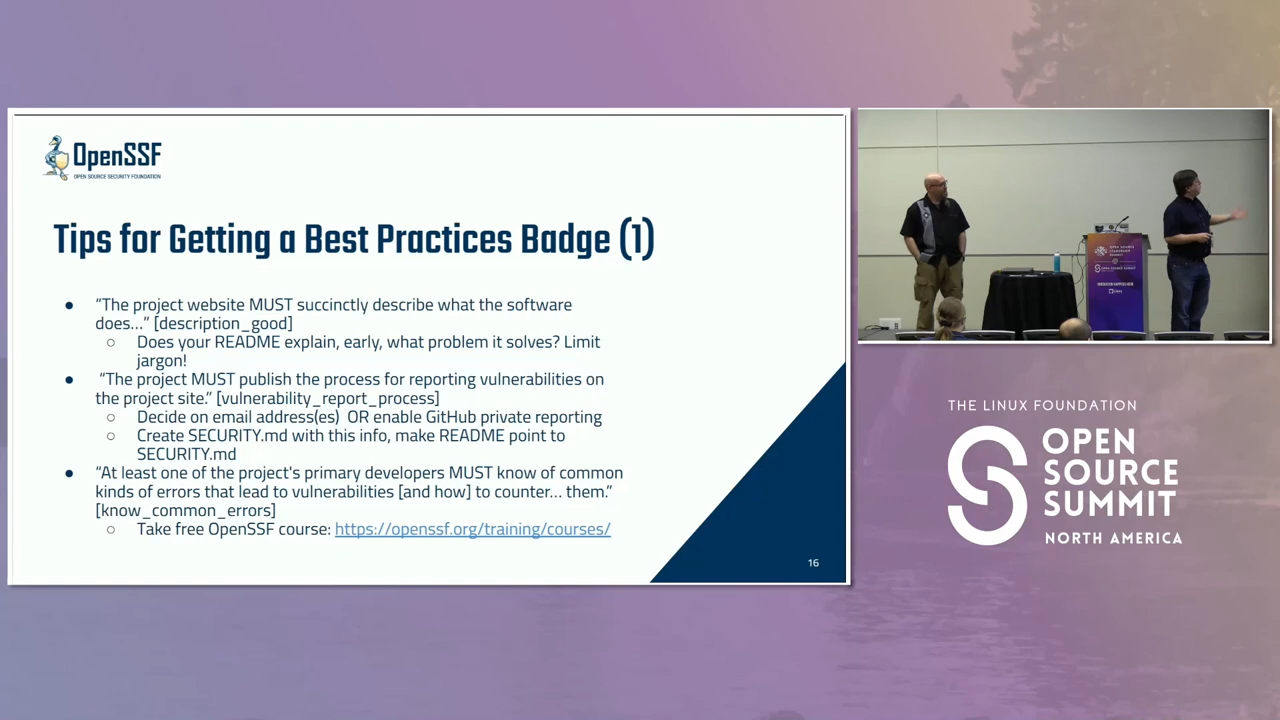 OpenSSF
OPEN SOURCE SECURITY FOUNDATION
Tips for Getting a Best Practices Badge (1)
● “The project website MUST succinctly describe what the software
does…” [description_good]
○ Does your README explain, early, what problem it solves? Limit
jargon!
● “The project MUST publish the process for reporting vulnerabilities on
the project site.” [vulnerability_report_process]
○ Decide on email address(es) OR enable GitHub private reporting
○ Create SECURITY.md with this info, make README point to
SECURITY.md
● “At least one of the project's primary developers MUST know of common
kinds of errors that lead to vulnerabilities [and how] to counter… them.”
[know_common_errors]
○ Take free OpenSSF course: https://openssf.org/training/courses/
16
THE LINUX FOUNDATION
OPEN
SOURCE
SUMMIT
NORTH AMERICA